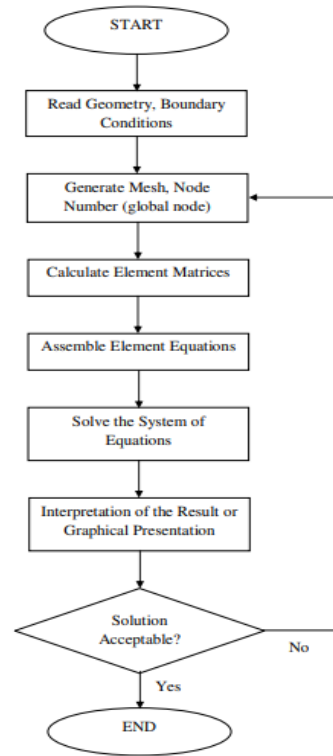 START
Read Geometry, Boundary
Conditions
Generate Mesh, Node
Number (global node)
Calculate Element Matrices
Assemble Element Equations
Solve the System of
Equations
Interpretation of the Result or
Graphical Presentation
Solution
Acceptable?
No
Yes
END